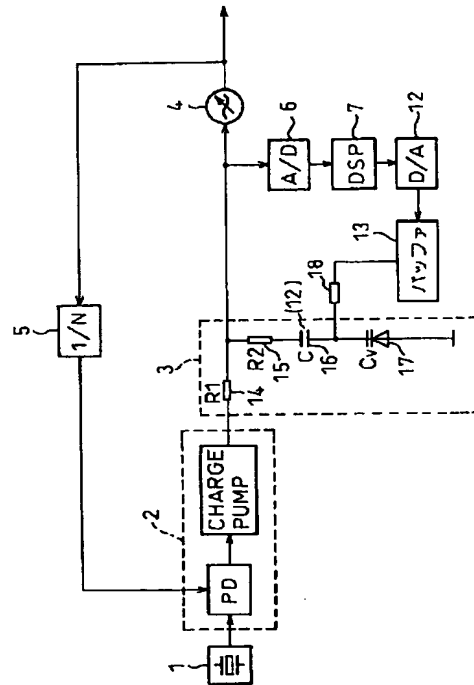 1
PD
CHARGE
PUMP
2
5
1/N
3
R1
14
R2
15
C
(12)
16
Cv
17
18
4
6
A/D
7
DSP
12
D/A
13
バッファ